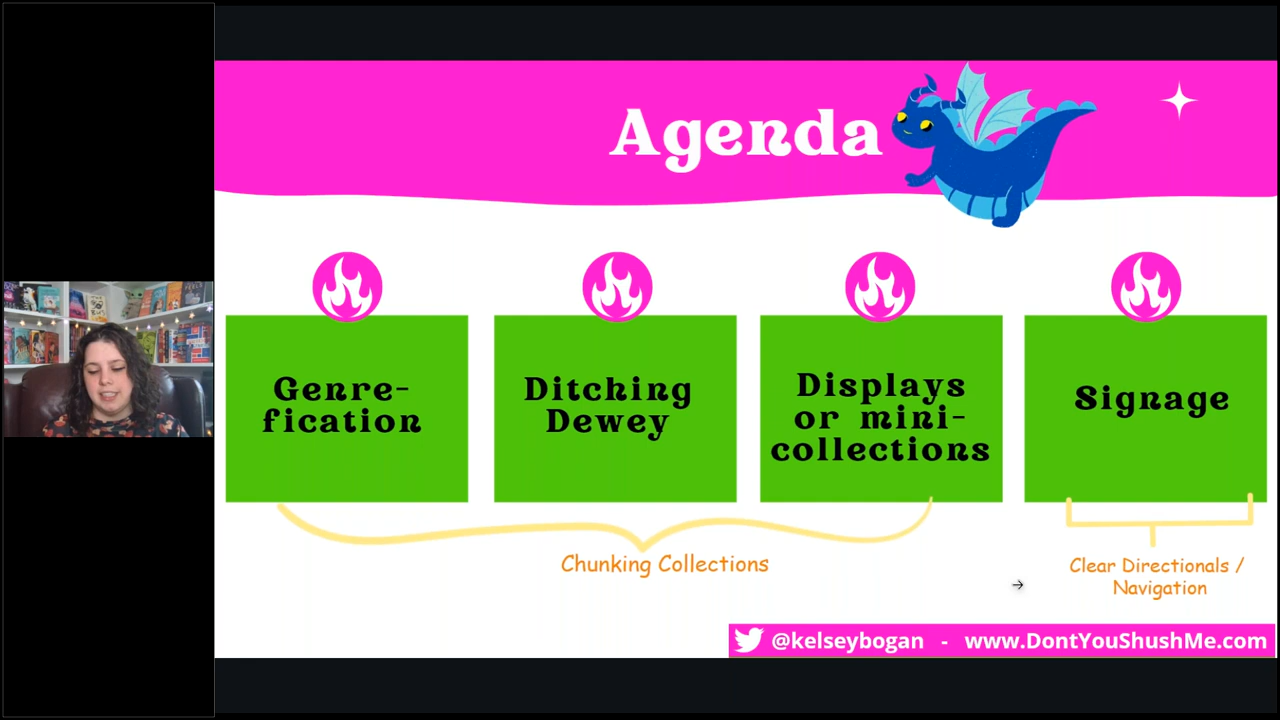 Agenda
Genre-
fication
Ditching
Dewey
Displays
or mini-
collections
Signage
Chunking Collections
Clear Directionals /
Navigation
@kelseybogan - www.DontYouShushMe.com